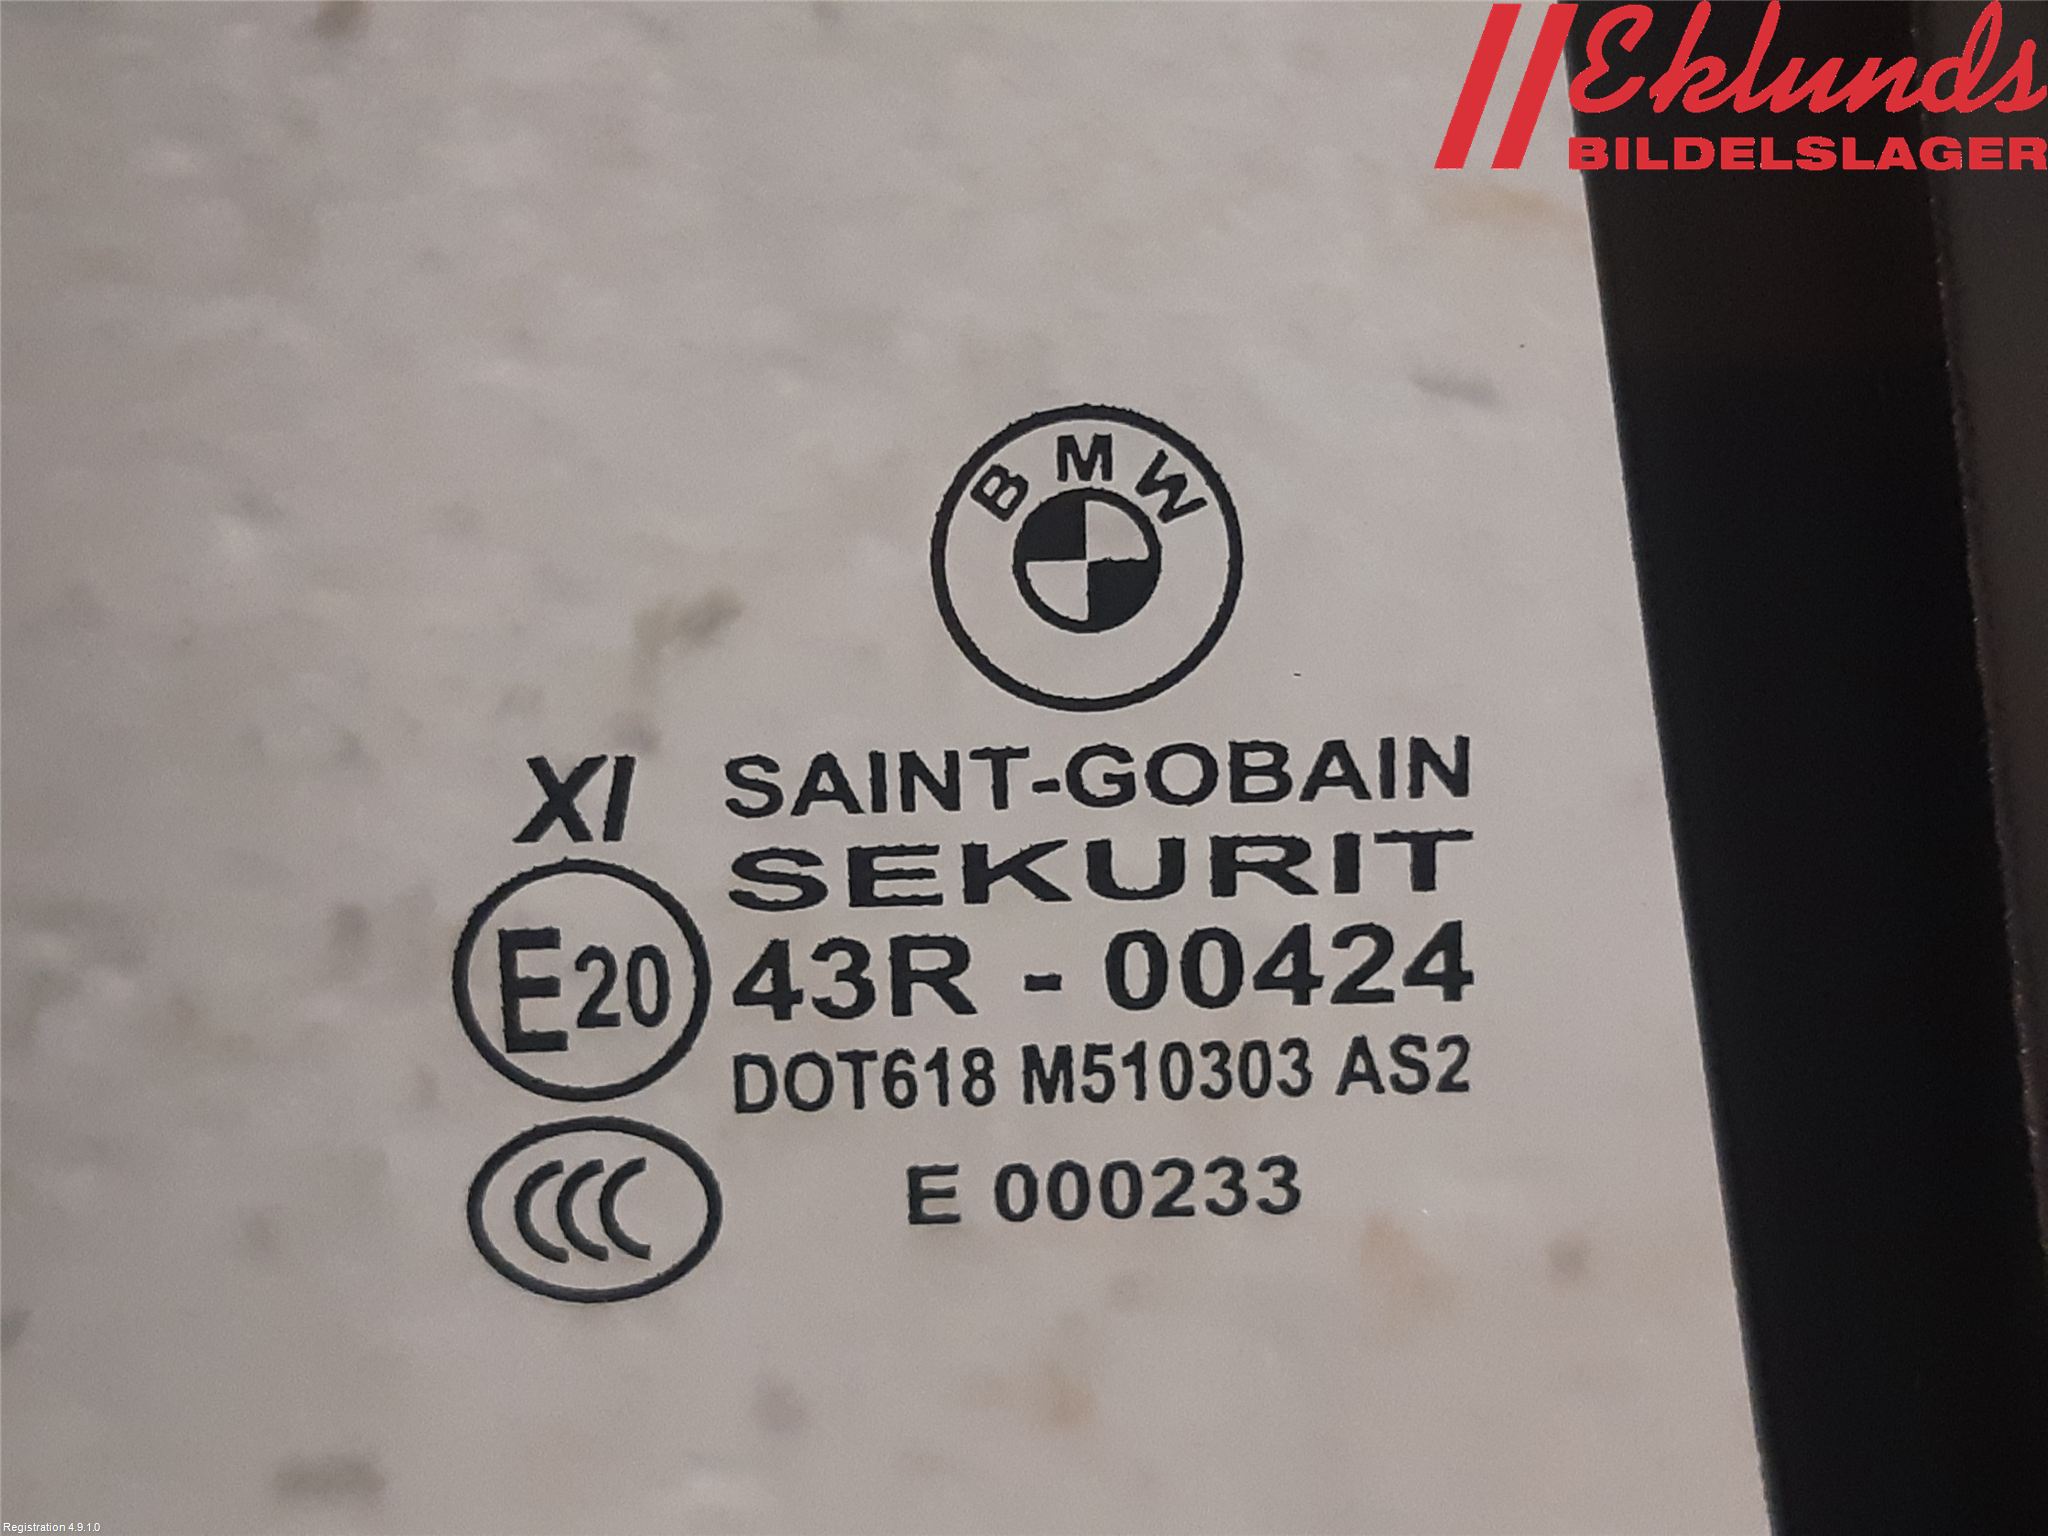 Eklunds
BILDELSLAGER
BMW
XI
SAINT-GOBAIN
SEKURIT
E20
43R - 00424
DOT618 M510303 AS2
CCC
E 000233
Registration 4.9.1.0